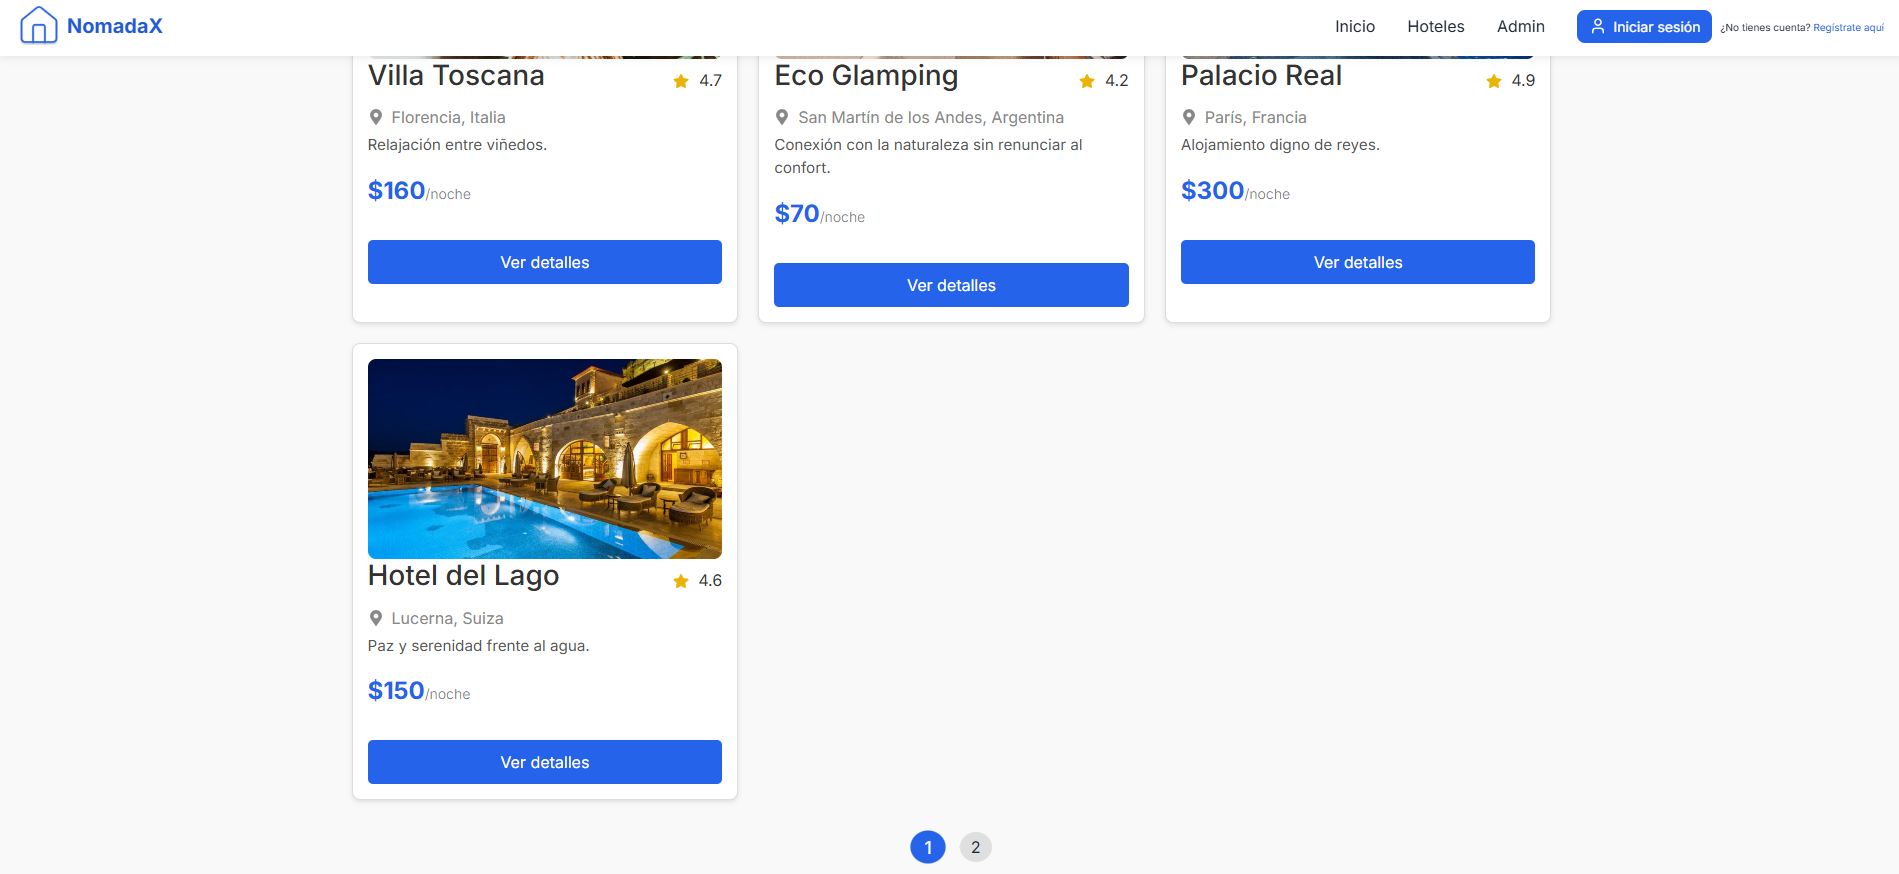 NomadaX
Inicio
Hoteles
Admin
Iniciar sesión
¿No tienes cuenta? Regístrate aquí
Villa Toscana
4.7
Florencia, Italia
Relajación entre viñedos.
$160/noche
Ver detalles
Eco Glamping
4.2
San Martín de los Andes, Argentina
Conexión con la naturaleza sin renunciar al
confort.
$70/noche
Ver detalles
Palacio Real
4.9
París, Francia
Alojamiento digno de reyes.
$300/noche
Ver detalles
Hotel del Lago
4.6
Lucerna, Suiza
Paz y serenidad frente al agua.
$150/noche
Ver detalles
1
2